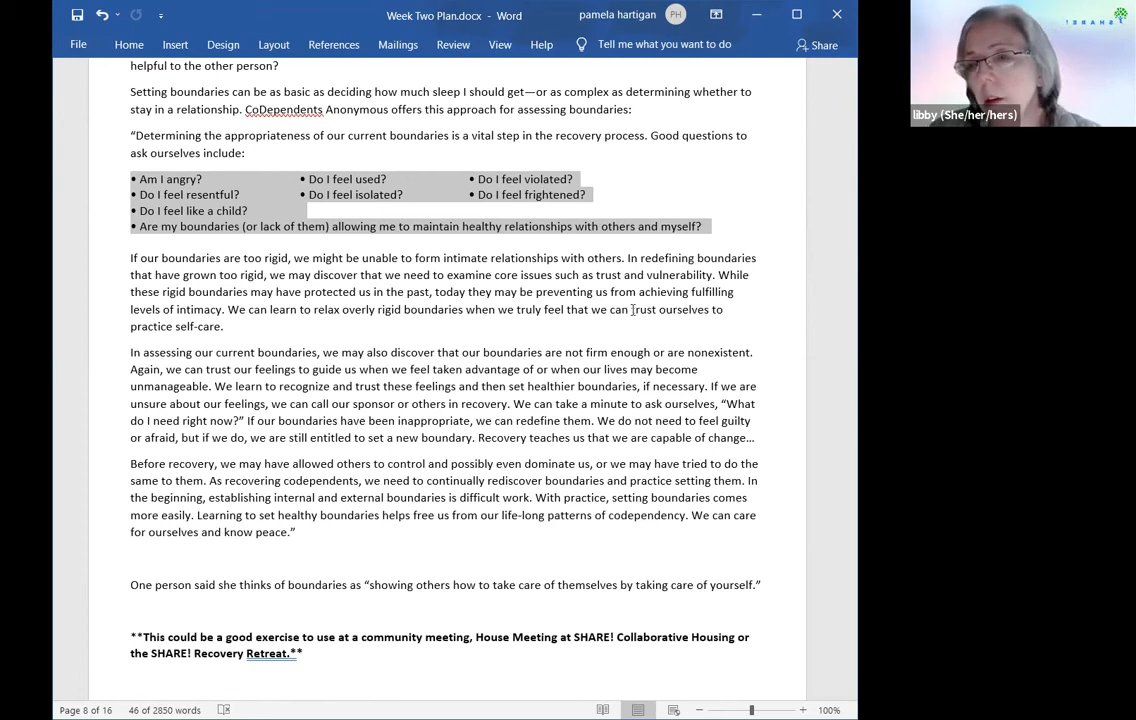 Week Two Plan.docx - Word
pamela hartigan PH
File Home Insert Design Layout References Mailings Review View Help Tell me what you want to do Share
helpful to the other person?
Setting boundaries can be as basic as deciding how much sleep I should get—or as complex as determining whether to
stay in a relationship. CoDependents Anonymous offers this approach for assessing boundaries:
“Determining the appropriateness of our current boundaries is a vital step in the recovery process. Good questions to
ask ourselves include:
• Am I angry? • Do I feel used? • Do I feel violated?
• Do I feel resentful? • Do I feel isolated? • Do I feel frightened?
• Do I feel like a child?
• Are my boundaries (or lack of them) allowing me to maintain healthy relationships with others and myself?
If our boundaries are too rigid, we might be unable to form intimate relationships with others. In redefining boundaries
that have grown too rigid, we may discover that we need to examine core issues such as trust and vulnerability. While
these rigid boundaries may have protected us in the past, today they may be preventing us from achieving fulfilling
levels of intimacy. We can learn to relax overly rigid boundaries when we truly feel that we can trust ourselves to
practice self-care.
In assessing our current boundaries, we may also discover that our boundaries are not firm enough or are nonexistent.
Again, we can trust our feelings to guide us when we feel taken advantage of or when our lives may become
unmanageable. We learn to recognize and trust these feelings and then set healthier boundaries, if necessary. If we are
unsure about our feelings, we can call our sponsor or others in recovery. We can take a minute to ask ourselves, “What
do I need right now?” If our boundaries have been inappropriate, we can redefine them. We do not need to feel guilty
or afraid, but if we do, we are still entitled to set a new boundary. Recovery teaches us that we are capable of change…
Before recovery, we may have allowed others to control and possibly even dominate us, or we may have tried to do the
same to them. As recovering codependents, we need to continually rediscover boundaries and practice setting them. In
the beginning, establishing internal and external boundaries is difficult work. With practice, setting boundaries comes
more easily. Learning to set healthy boundaries helps free us from our life-long patterns of codependency. We can care
for ourselves and know peace.”
One person said she thinks of boundaries as “showing others how to take care of themselves by taking care of yourself.”
**This could be a good exercise to use at a community meeting, House Meeting at SHARE! Collaborative Housing or
the SHARE! Recovery Retreat.**
Page 8 of 16 46 of 2850 words 100%
SHARE!
libby (She/her/hers)